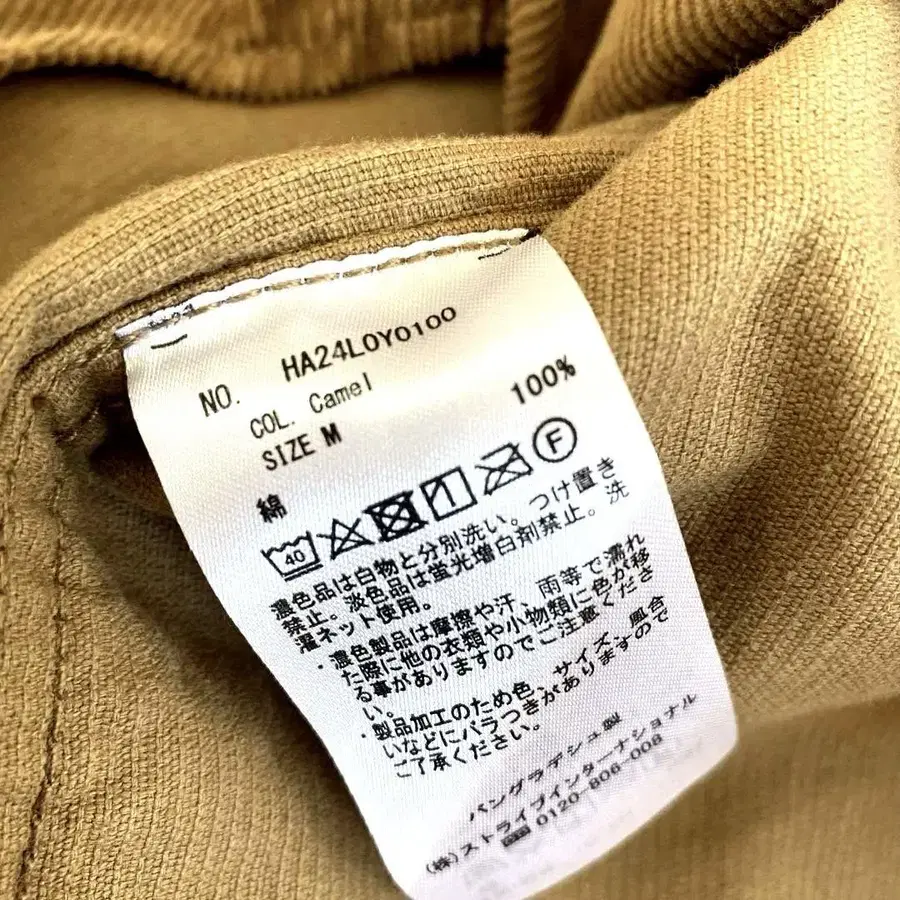 NO. HA24L0Y0100
COL. Camel
SIZE M
綿 100%
40 F
濃色品は白物と分別洗い。つけ置き
禁止。淡色品は蛍光増白剤禁止。洗
濯ネット使用。
・濃色製品は摩擦や汗、雨等で濡れ
た際に他の衣類や小物類に色が移
る事がありますのでご注意くださ
い。
・製品加工のため色、サイズ、風合
いなどにバラつきがありますので
ご了承ください。
バングラデシュ製
(株)ストライプインターナショナル
0120-806-008